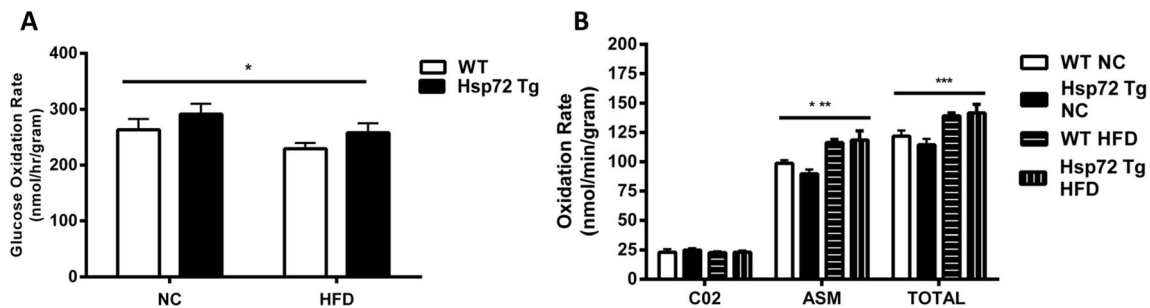 A
Glucose Oxidation Rate
(nmol/hr/gram)
400
300
200
100
0
*
NC
HFD
WT
Hsp72 Tg
B
Oxidation Rate
(nmol/min/gram)
200
175
150
125
100
75
50
25
0
* **
***
C02
ASM
TOTAL
WT NC
Hsp72 Tg
NC
WT HFD
Hsp72 Tg
HFD